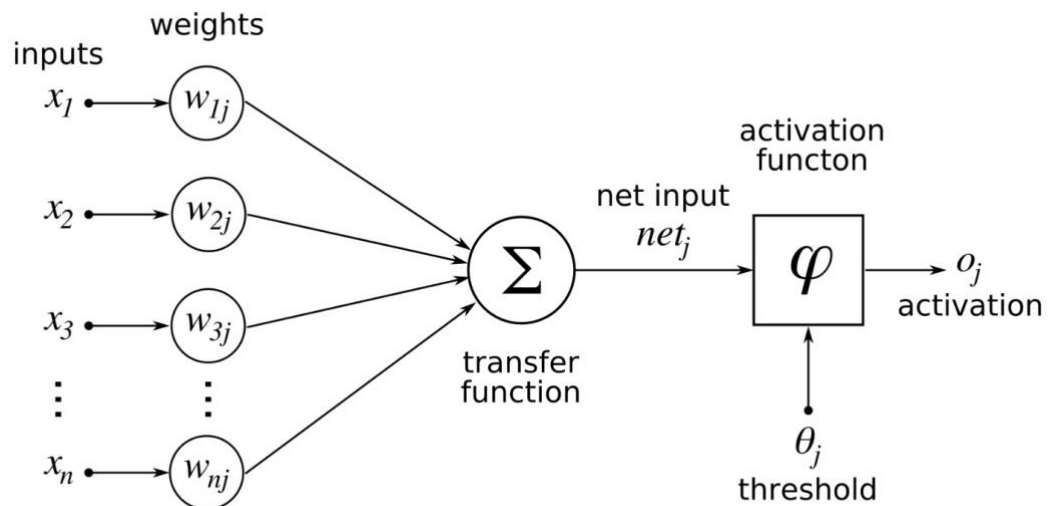 weights
inputs
x₁
w₁ⱼ
x₂
w₂ⱼ
x₃
w₃ⱼ
⋮ ⋮
xₙ
wₙⱼ
Σ
transfer
function
net input
netⱼ
activation
functon
φ
oⱼ
activation
θⱼ
threshold